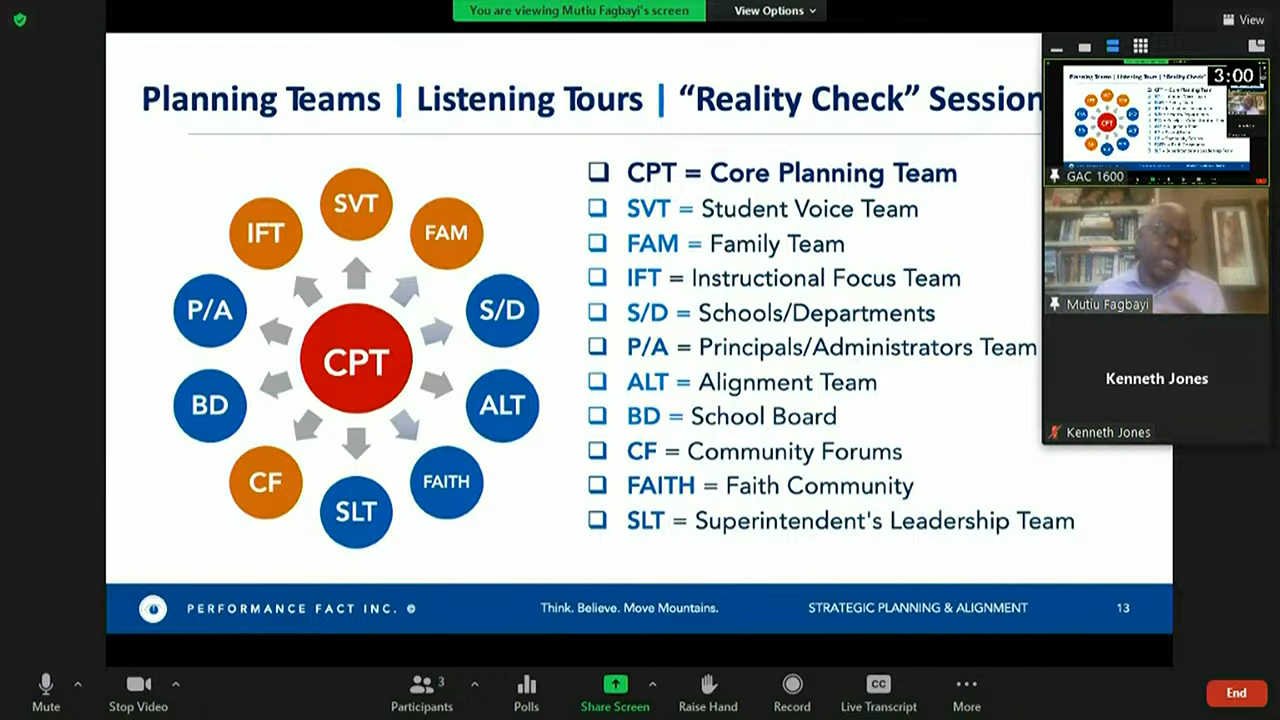 You are viewing Mutiu Fagbayi's screen
View Options
View
Planning Teams | Listening Tours | “Reality Check” Session
3:00
CPT
GAC 1600
Mutiu Fagbayi
Kenneth Jones
Kenneth Jones
SVT
IFT
FAM
P/A
S/D
CPT
BD
ALT
CF
FAITH
SLT
CPT = Core Planning Team
SVT = Student Voice Team
FAM = Family Team
IFT = Instructional Focus Team
S/D = Schools/Departments
P/A = Principals/Administrators Team
ALT = Alignment Team
BD = School Board
CF = Community Forums
FAITH = Faith Community
SLT = Superintendent's Leadership Team
PERFORMANCE FACT INC. ©
Think. Believe. Move Mountains.
STRATEGIC PLANNING & ALIGNMENT
13
Mute
Stop Video
3
Participants
Polls
Share Screen
Raise Hand
Record
CC
Live Transcript
More
End